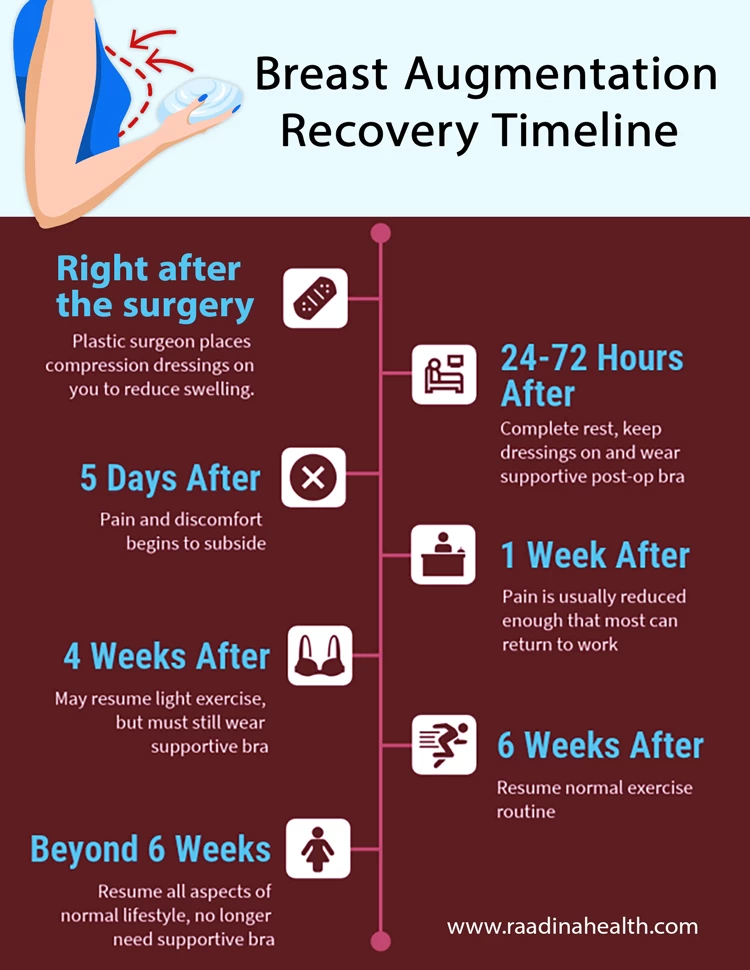 Breast Augmentation
Recovery Timeline
Right after
the surgery
Plastic surgeon places
compression dressings on
you to reduce swelling.
24-72 Hours
After
Complete rest, keep
dressings on and wear
supportive post-op bra
5 Days After
Pain and discomfort
begins to subside
1 Week After
Pain is usually reduced
enough that most can
return to work
4 Weeks After
May resume light exercise,
but must still wear
supportive bra
6 Weeks After
Resume normal exercise
routine
Beyond 6 Weeks
Resume all aspects of
normal lifestyle, no longer
need supportive bra
www.raadinahealth.com